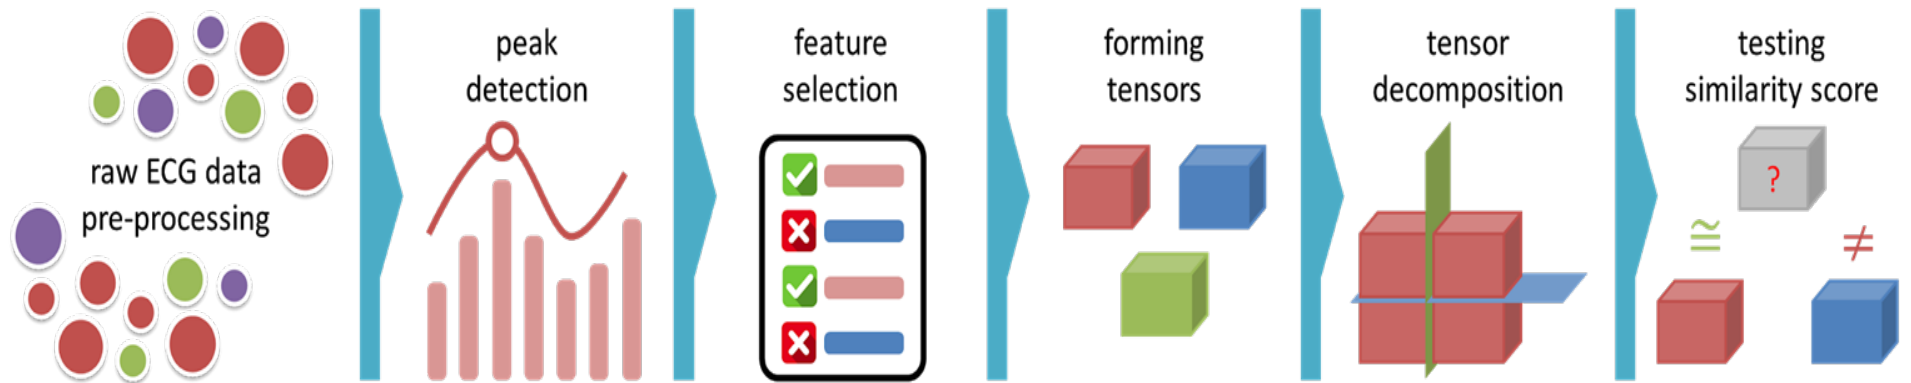 raw ECG data
pre-processing
peak
detection
feature
selection
forming
tensors
tensor
decomposition
testing
similarity score
?
≅
≠